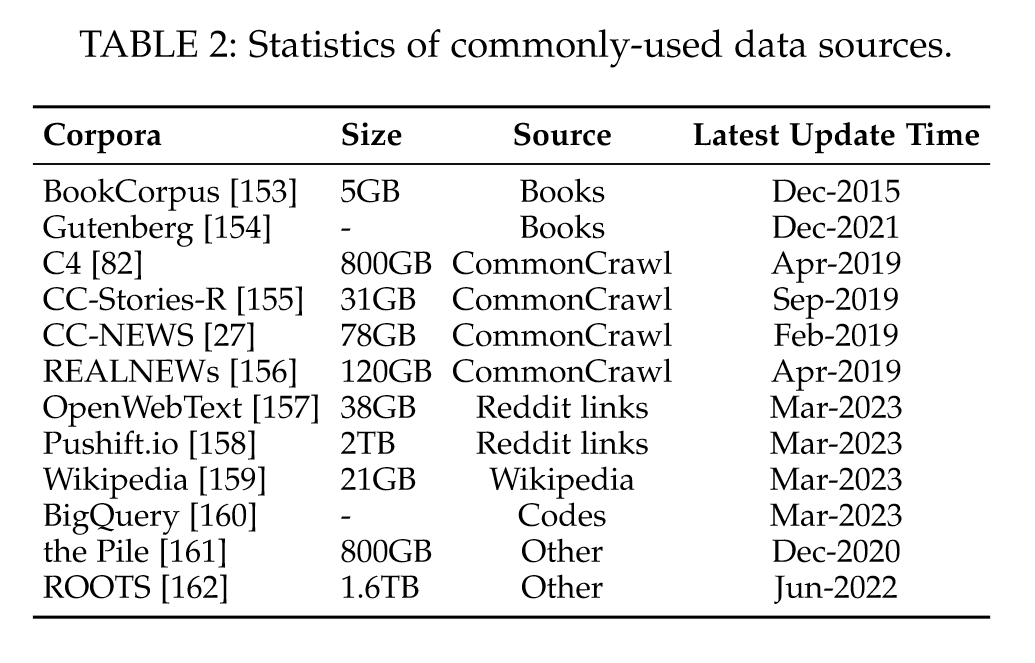 TABLE 2: Statistics of commonly-used data sources.
Corpora Size Source Latest Update Time
BookCorpus [153] 5GB Books Dec-2015
Gutenberg [154] - Books Dec-2021
C4 [82] 800GB CommonCrawl Apr-2019
CC-Stories-R [155] 31GB CommonCrawl Sep-2019
CC-NEWS [27] 78GB CommonCrawl Feb-2019
REALNEWs [156] 120GB CommonCrawl Apr-2019
OpenWebText [157] 38GB Reddit links Mar-2023
Pushift.io [158] 2TB Reddit links Mar-2023
Wikipedia [159] 21GB Wikipedia Mar-2023
BigQuery [160] - Codes Mar-2023
the Pile [161] 800GB Other Dec-2020
ROOTS [162] 1.6TB Other Jun-2022